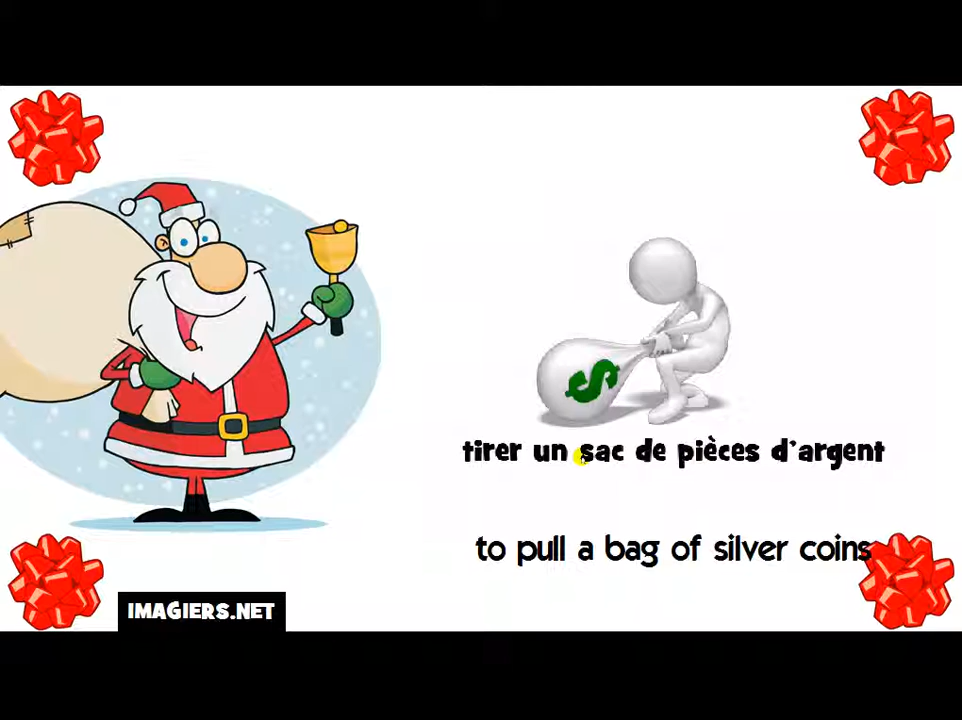 tirer un sac de pièces d'argent
to pull a bag of silver coins
IMAGIERS.NET
$